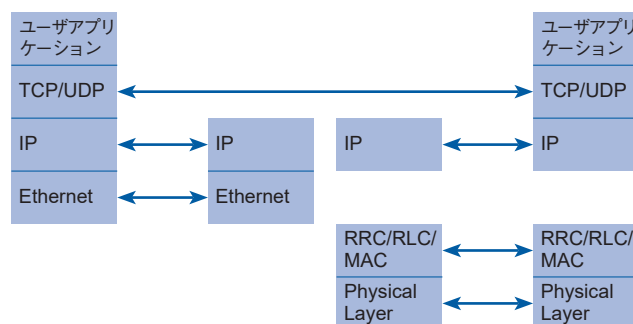 ユーザアプリ
ケーション
ユーザアプリ
ケーション
TCP/UDP
TCP/UDP
IP
IP
IP
IP
Ethernet
Ethernet
RRC/RLC/
MAC
RRC/RLC/
MAC
Physical
Layer
Physical
Layer